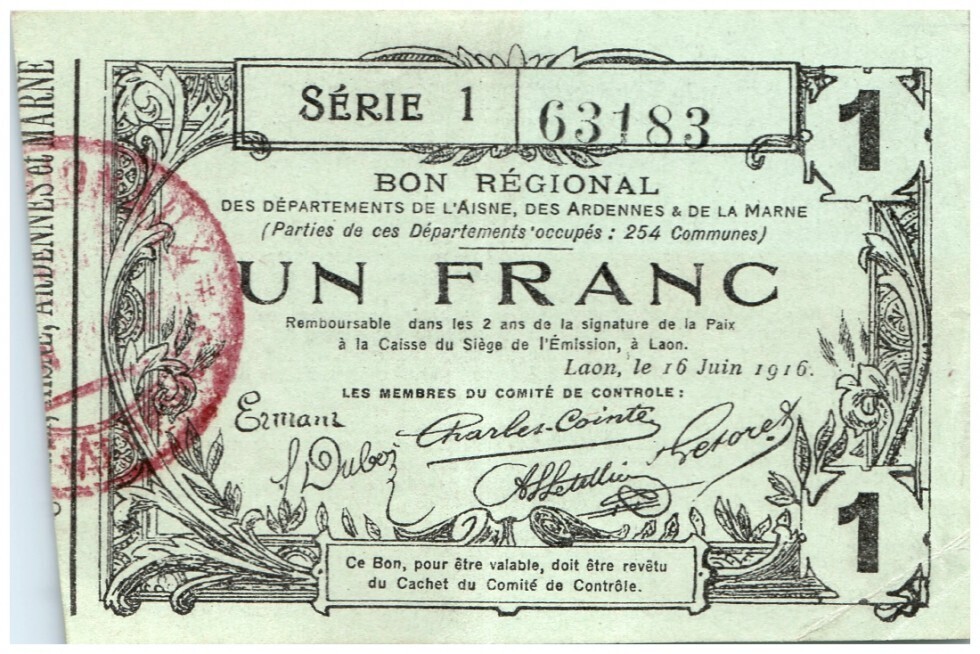 SÉRIE 1
63183
1
BON RÉGIONAL
DES DÉPARTEMENTS DE L'AISNE, DES ARDENNES & DE LA MARNE
(Parties de ces Départements occupés : 254 Communes)
UN FRANC
Remboursable dans les 2 ans de la signature de la Paix
à la Caisse du Siège de l'Émission, à Laon.
Laon, le 16 Juin 1916.
LES MEMBRES DU COMITÉ DE CONTROLE :
Ermant
Charles-Cointe
Dubois
1
Ce Bon, pour être valable, doit être revêtu
du Cachet du Comité de Contrôle.
ARDENNES et MARNE